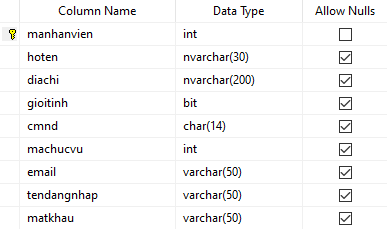 Column Name Data Type Allow Nulls
manhanvien int
hoten nvarchar(30)
diachi nvarchar(200)
gioitinh bit
cmnd char(14)
machucvu int
email varchar(50)
tendangnhap varchar(50)
matkhau varchar(50)